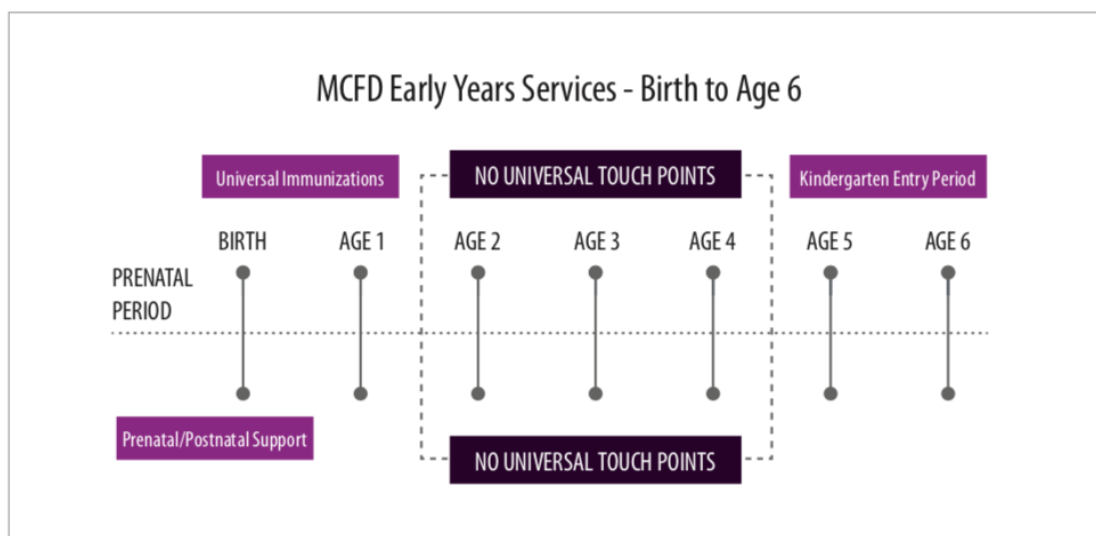 MCFD Early Years Services - Birth to Age 6
Universal Immunizations
NO UNIVERSAL TOUCH POINTS
Kindergarten Entry Period
BIRTH
AGE 1
AGE 2
AGE 3
AGE 4
AGE 5
AGE 6
PRENATAL
PERIOD
Prenatal/Postnatal Support
NO UNIVERSAL TOUCH POINTS